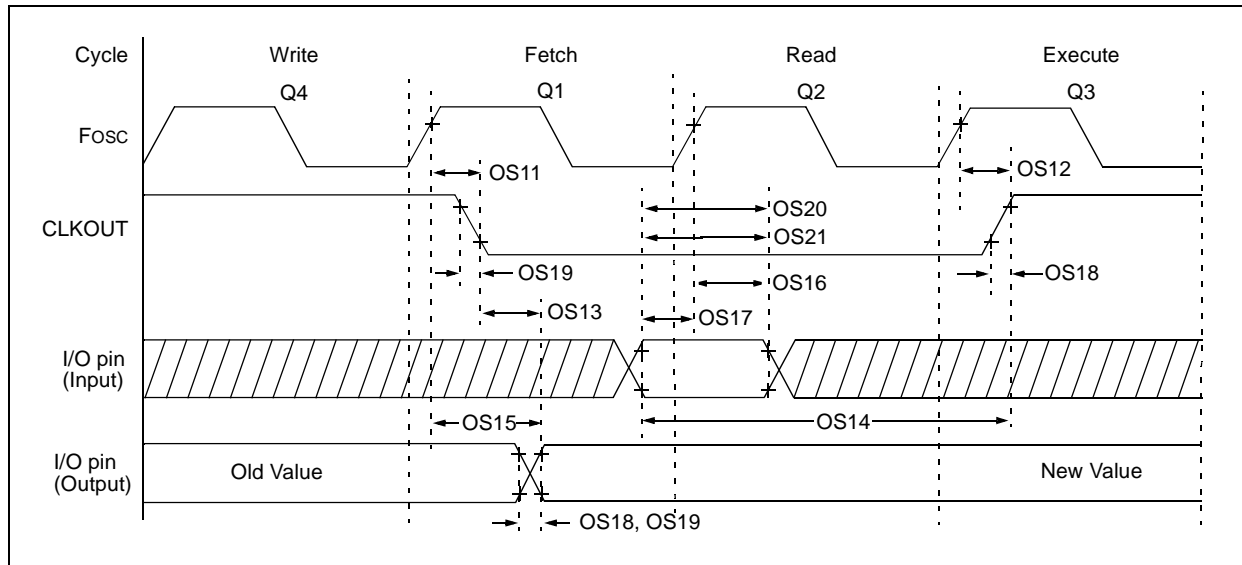 Cycle Write Fetch Read Execute
Q4 Q1 Q2 Q3
FOSC
OS11 OS12
CLKOUT
OS20
OS21
OS19 OS16 OS18
OS13 OS17
I/O pin
(Input)
OS15 OS14
I/O pin
(Output)
Old Value New Value
OS18, OS19